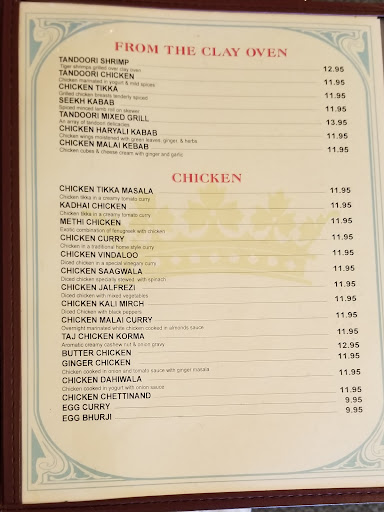 FROM THE CLAY OVEN
TANDOORI SHRIMP
Tiger shrimps grilled over clay oven 12.95
TANDOORI CHICKEN
Chicken marinated in yogurt & mild spices 11.95
CHICKEN TIKKA
Grilled chicken breasts tenderly spiced 11.95
SEEKH KABAB
Spiced minced lamb roll on skewer 11.95
TANDOORI MIXED GRILL
An array of tandoori delicacies 13.95
CHICKEN HARYALI KABAB
Chicken wings moistened with green leaves, ginger, & herbs 11.95
CHICKEN MALAI KEBAB
Chicken cubes & cheese cream with ginger and garlic 11.95
CHICKEN
CHICKEN TIKKA MASALA 11.95
Chicken tikka in a creamy tomato curry
KADHAI CHICKEN 11.95
Chicken tikka in a creamy tomato curry
METHI CHICKEN 11.95
Exotic combination of fenugreek with chicken
CHICKEN CURRY 11.95
Chicken in a traditional home style curry
CHICKEN VINDALOO 11.95
Diced chicken in a special vinegary curry
CHICKEN SAAGWALA 11.95
Diced chicken specially stewed, with spinach
CHICKEN JALFREZI 11.95
Diced chicken with mixed vegetables
CHICKEN KALI MIRCH 11.95
Diced Chicken with black peppers
CHICKEN MALAI CURRY 11.95
Overnight marinated white chicken cooked in almonds sauce
TAJ CHICKEN KORMA 11.95
Aromatic creamy cashew nut & onion gravy
BUTTER CHICKEN 12.95
GINGER CHICKEN 11.95
Chicken cooked in onion and tomato sauce with ginger masala
CHICKEN DAHIWALA 11.95
Chicken cooked in yogurt with onion sauce
CHICKEN CHETTINAND 11.95
EGG CURRY 9.95
EGG BHURJI 9.95